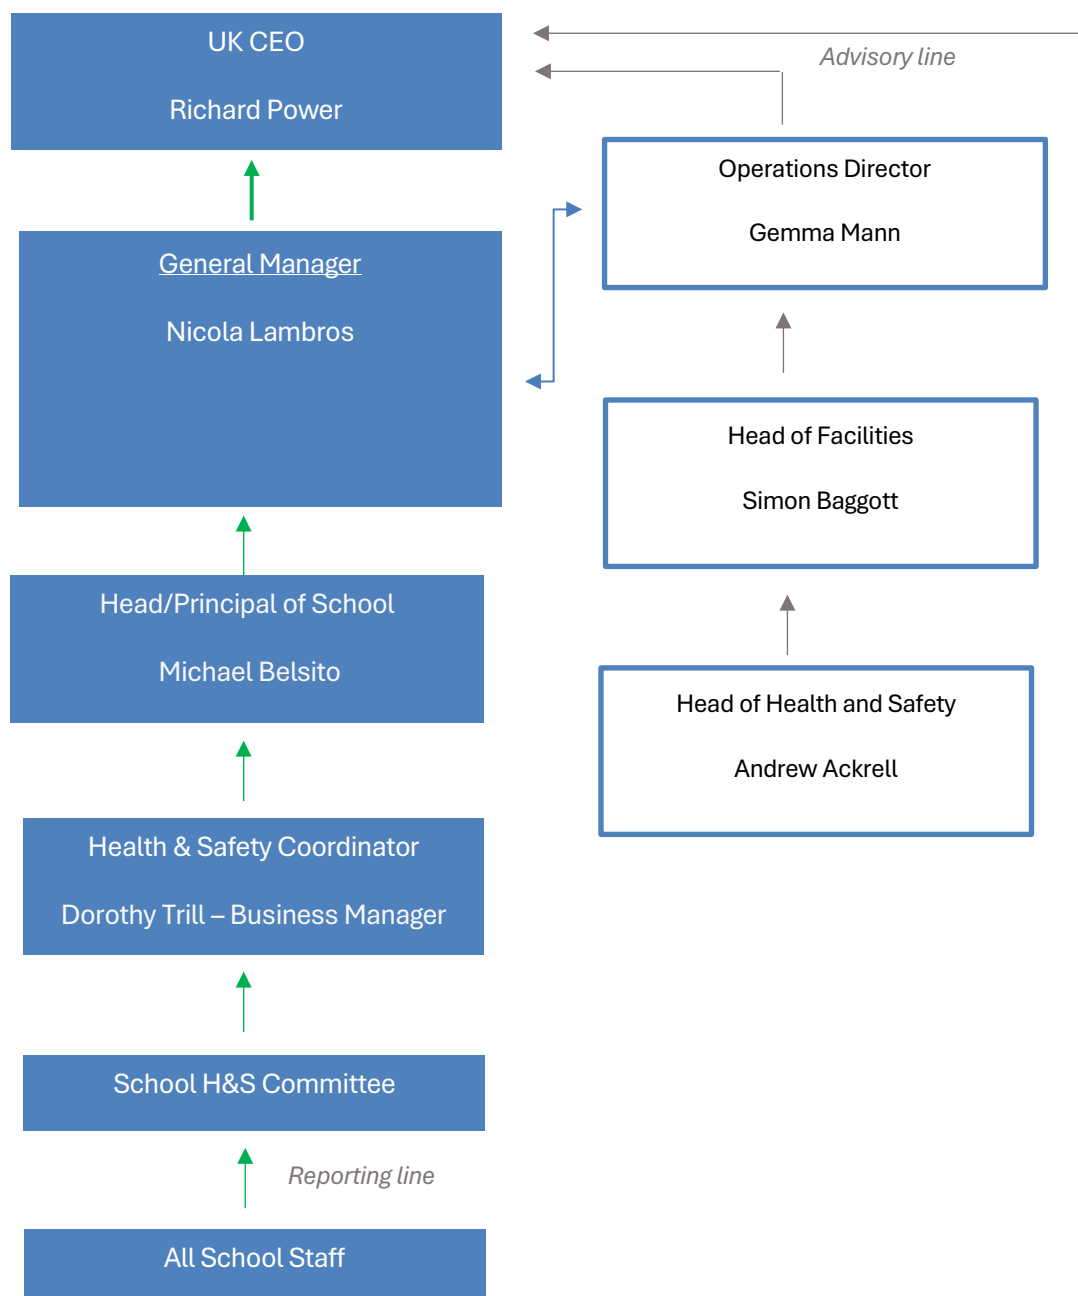 UK CEO
Richard Power
Advisory line
Operations Director
Gemma Mann
General Manager
Nicola Lambros
Head of Facilities
Simon Baggott
Head/Principal of School
Michael Belsito
Head of Health and Safety
Andrew Ackrell
Health & Safety Coordinator
Dorothy Trill – Business Manager
School H&S Committee
Reporting line
All School Staff